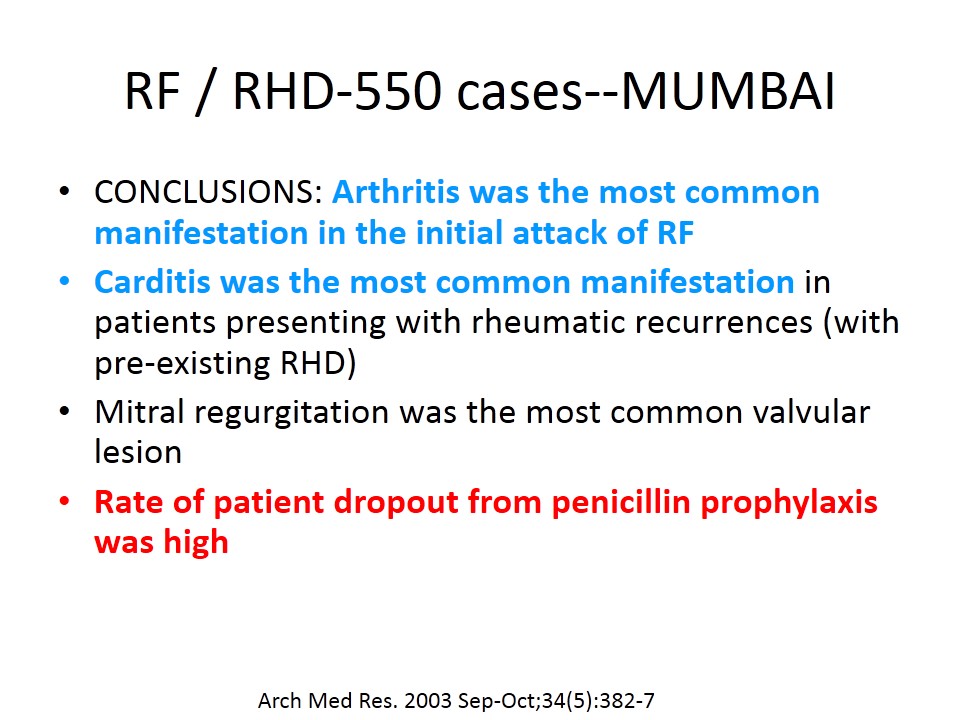 RF / RHD-550 cases--MUMBAI
• CONCLUSIONS: Arthritis was the most common
manifestation in the initial attack of RF
• Carditis was the most common manifestation in
patients presenting with rheumatic recurrences (with
pre-existing RHD)
• Mitral regurgitation was the most common valvular
lesion
• Rate of patient dropout from penicillin prophylaxis
was high
Arch Med Res. 2003 Sep-Oct;34(5):382-7